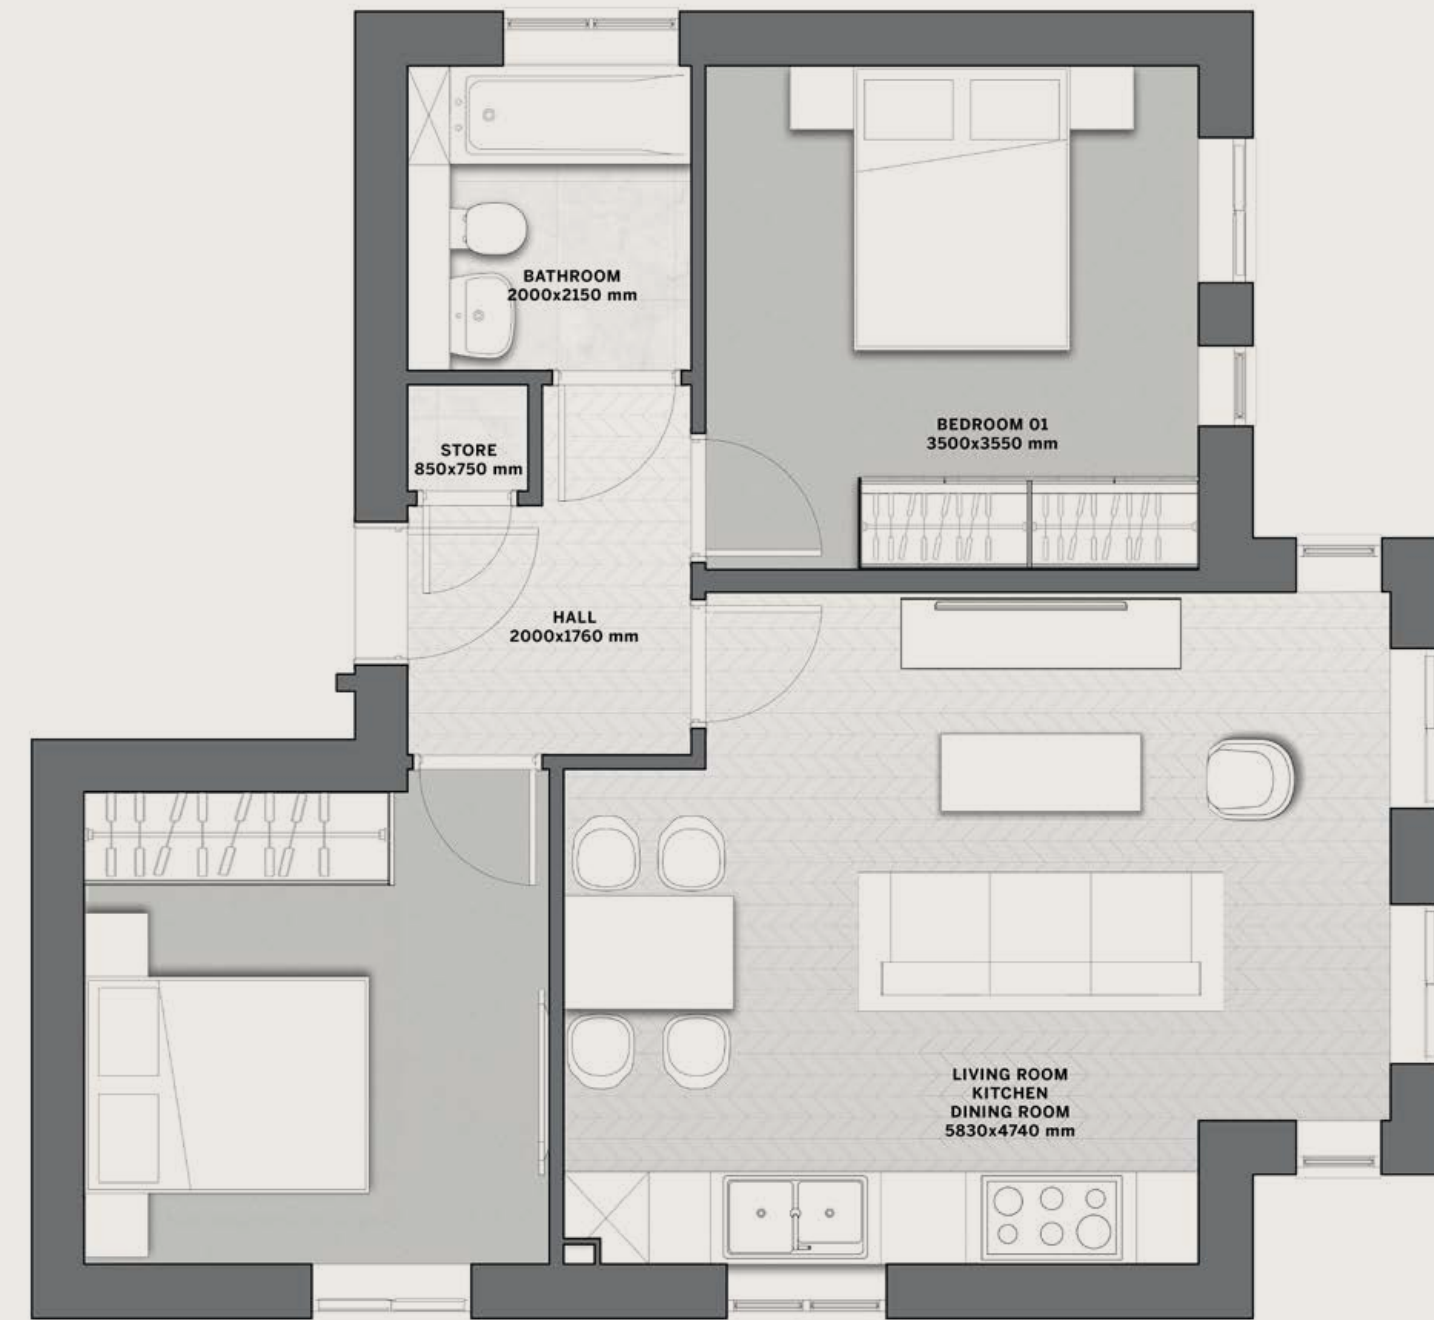 BATHROOM
2000x2150 mm
BEDROOM 01
3500x3550 mm
STORE
850x750 mm
HALL
2000x1760 mm
LIVING ROOM
KITCHEN
DINING ROOM
5830x4740 mm